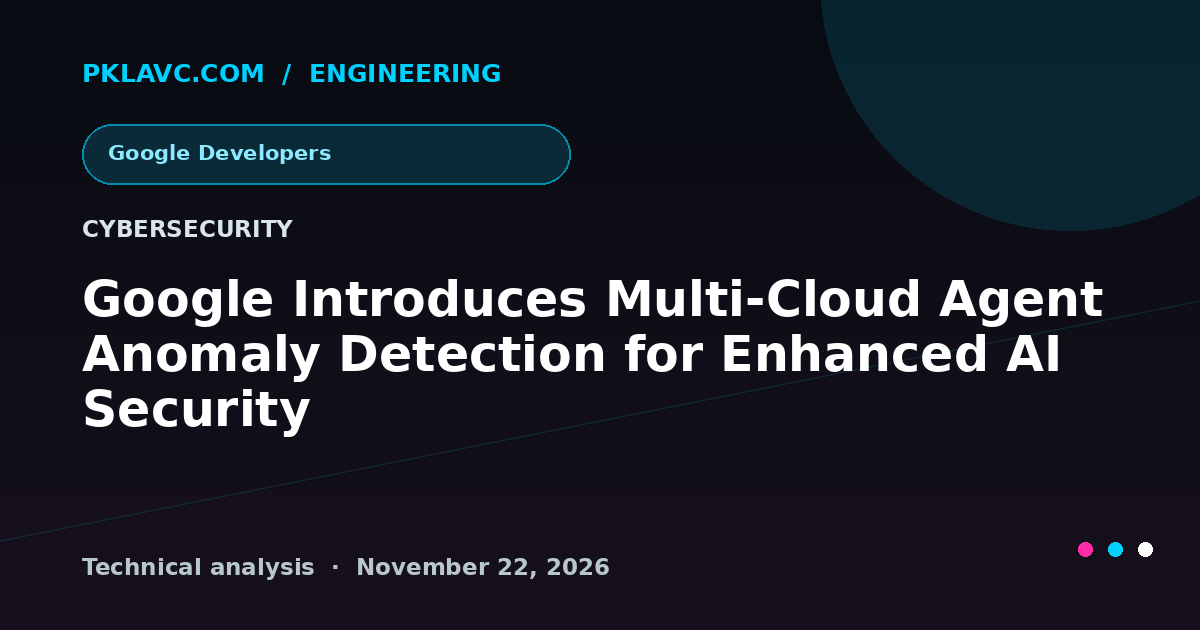 PKLAVC.COM / ENGINEERING
Google Developers
CYBERSECURITY
Google Introduces Multi-Cloud Agent
Anomaly Detection for Enhanced AI
Security
Technical analysis · November 22, 2026